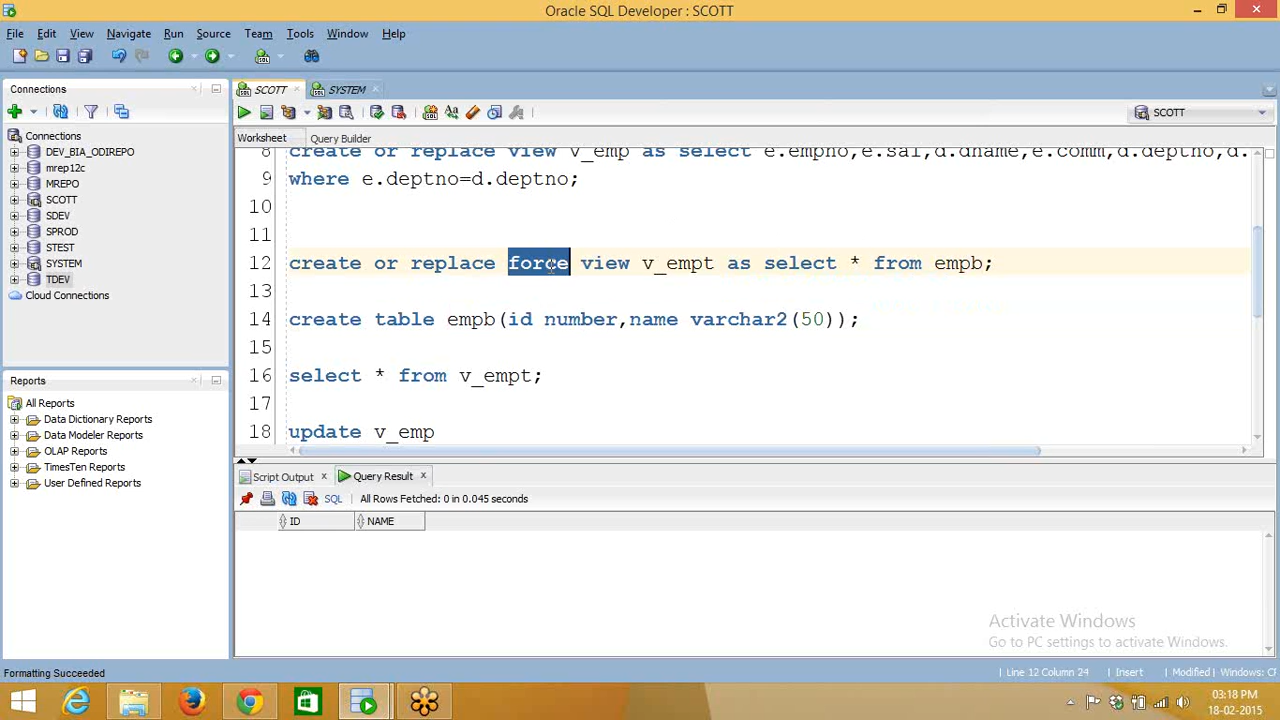 Oracle SQL Developer : SCOTT
File Edit View Navigate Run Source Team Tools Window Help
Connections
SCOTT
SYSTEM
SCOTT
Worksheet Query Builder
Connections
DEV_BIA_ODIREPO
mrep12c
MREPO
SCOTT
SDEV
SPROD
STEST
SYSTEM
TDEV
Cloud Connections
8 create or replace view v_emp as select e.empno,e.sal,d.dname,e.comm,d.deptno,d.
9 where e.deptno=d.deptno;
10
11
12 create or replace force view v_empt as select * from empb;
13
14 create table empb(id number,name varchar2(50));
15
16 select * from v_empt;
17
18 update v_emp
Reports
All Reports
Data Dictionary Reports
Data Modeler Reports
OLAP Reports
TimesTen Reports
User Defined Reports
Script Output Query Result
SQL All Rows Fetched: 0 in 0.045 seconds
ID NAME
Activate Windows
Go to PC settings to activate Windows.
Formatting Succeeded
Line 12 Column 24 Insert Modified Windows: CF
03:18 PM
18-02-2015